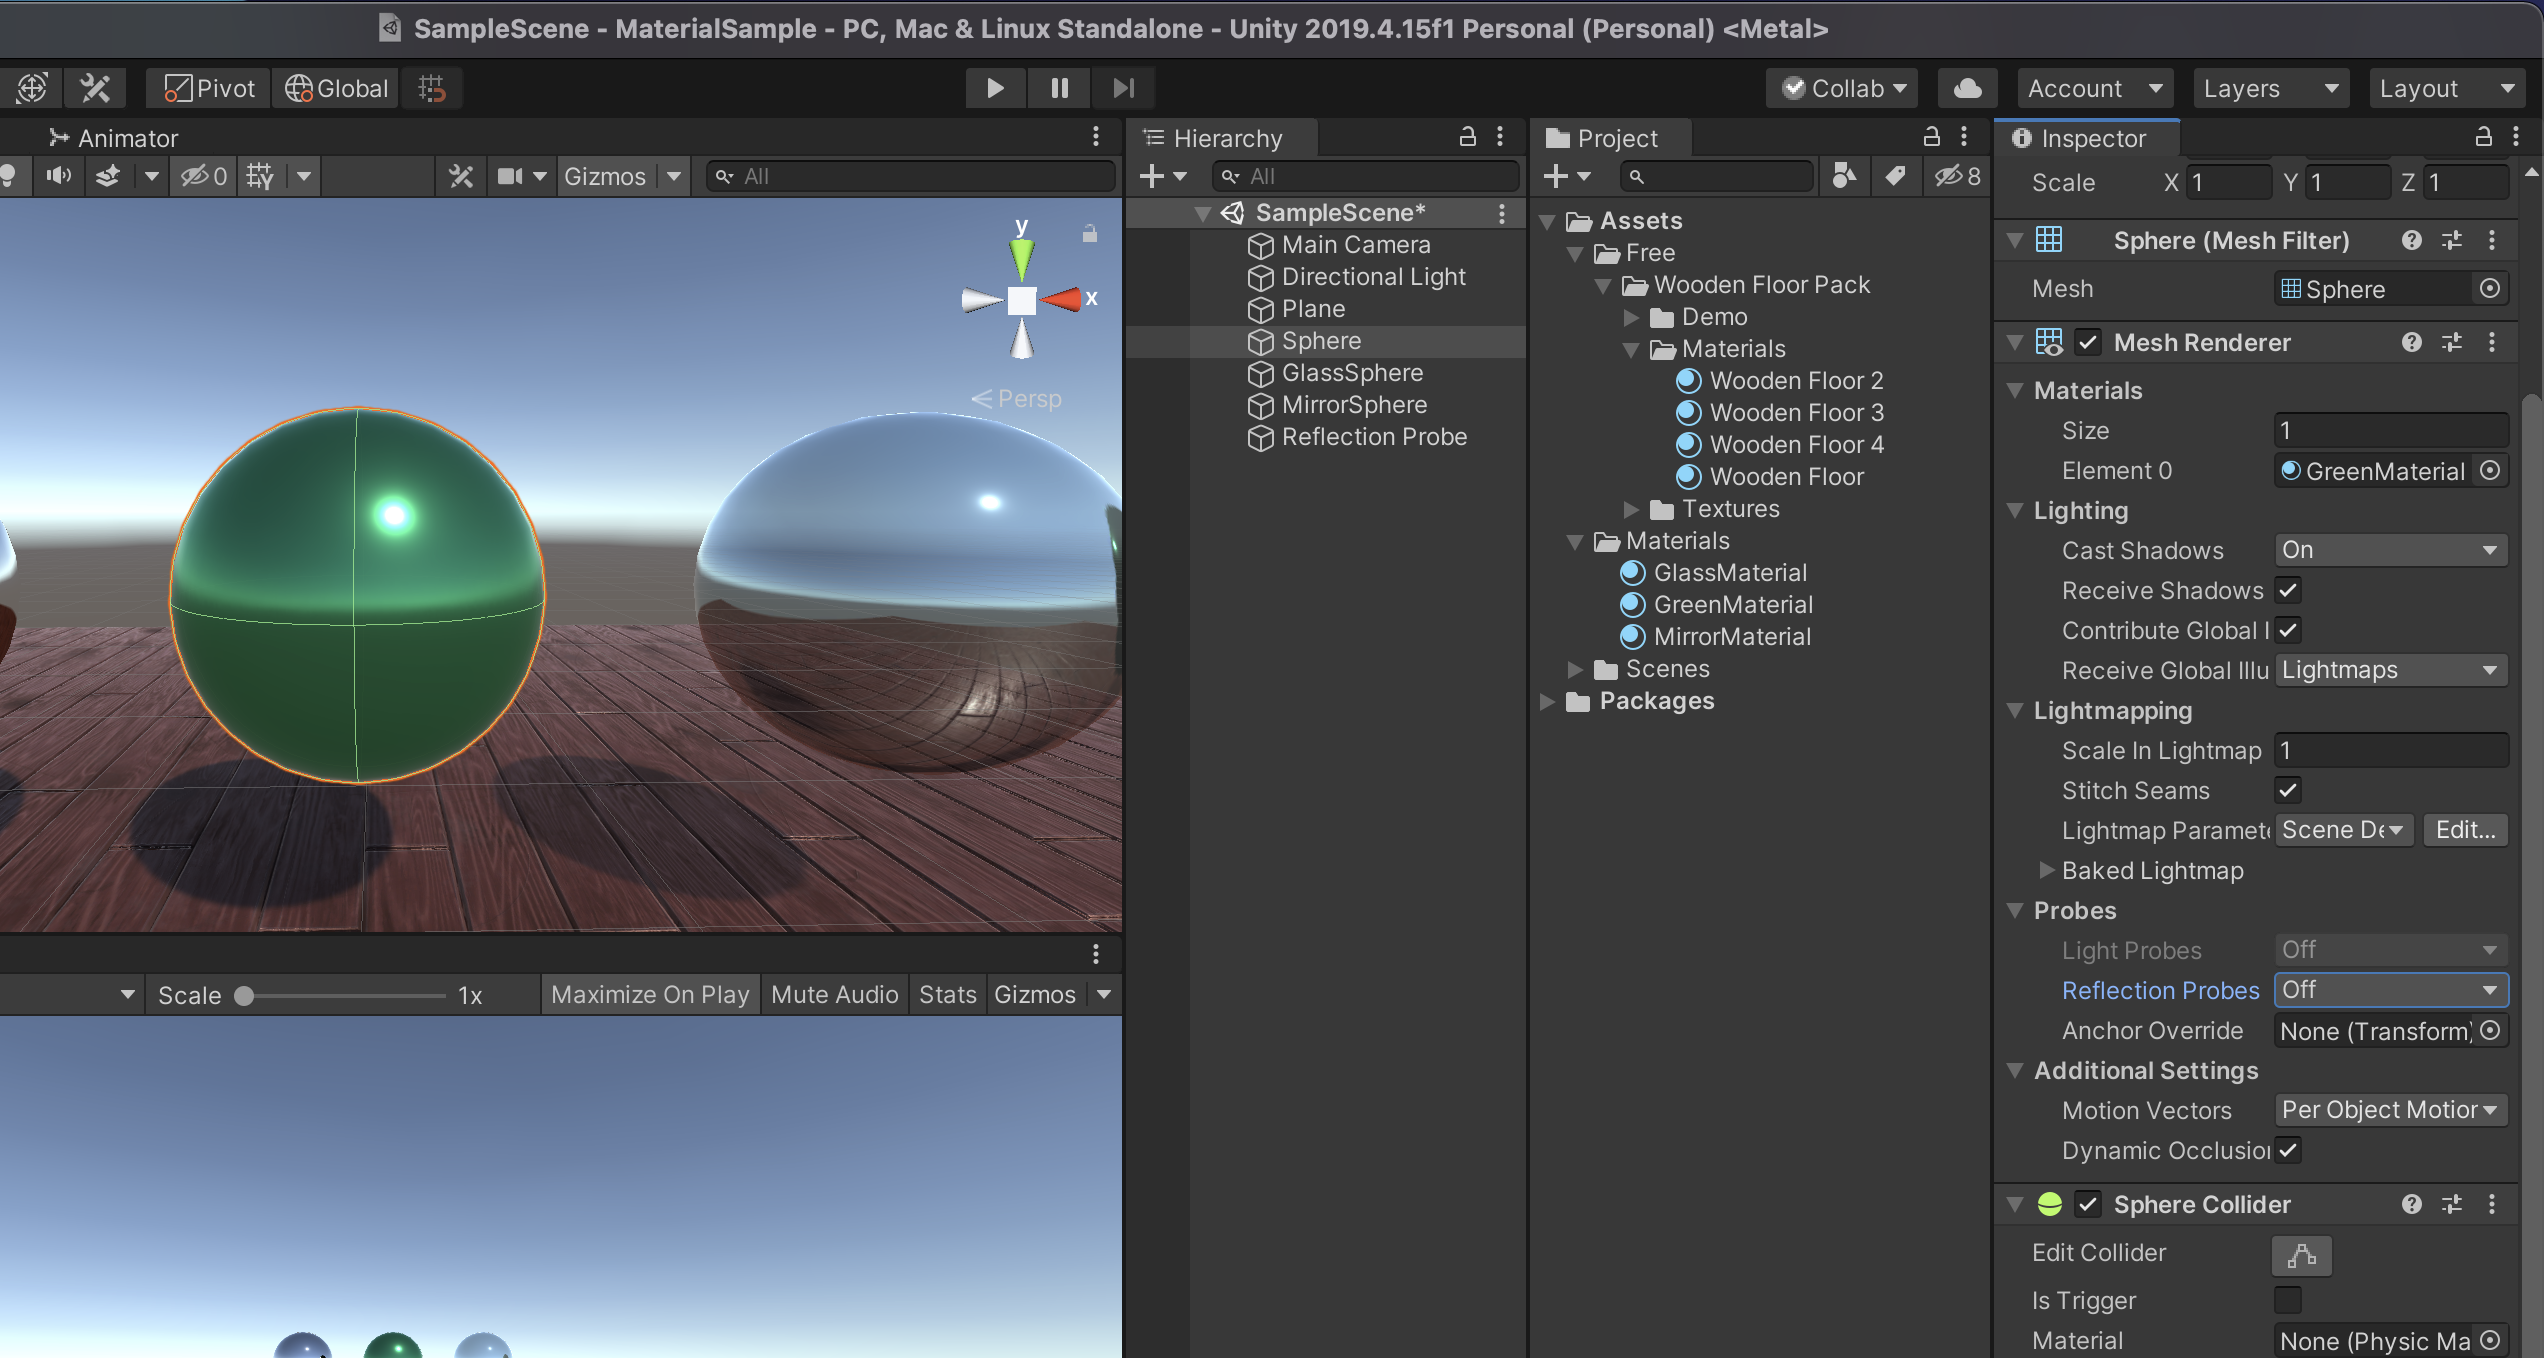 SampleScene - MaterialSample - PC, Mac & Linux Standalone - Unity 2019.4.15f1 Personal (Personal) <Metal>
Pivot Global Collab Account Layers Layout
Animator
0 Gizmos All
y
x
Persp
Scale 1x Maximize On Play Mute Audio Stats Gizmos
Hierarchy
All
SampleScene*
Main Camera
Directional Light
Plane
Sphere
GlassSphere
MirrorSphere
Reflection Probe
Project
8
Assets
Free
Wooden Floor Pack
Demo
Materials
Wooden Floor 2
Wooden Floor 3
Wooden Floor 4
Wooden Floor
Textures
Materials
GlassMaterial
GreenMaterial
MirrorMaterial
Scenes
Packages
Inspector
Scale X 1 Y 1 Z 1
Sphere (Mesh Filter)
Mesh Sphere
Mesh Renderer
Materials
Size 1
Element 0 GreenMaterial
Lighting
Cast Shadows On
Receive Shadows
Contribute Global I
Receive Global Illu Lightmaps
Lightmapping
Scale In Lightmap 1
Stitch Seams
Lightmap Paramete Scene De Edit...
Baked Lightmap
Probes
Light Probes Off
Reflection Probes Off
Anchor Override None (Transform)
Additional Settings
Motion Vectors Per Object Motion
Dynamic Occlusion
Sphere Collider
Edit Collider
Is Trigger
Material None (Physic Ma